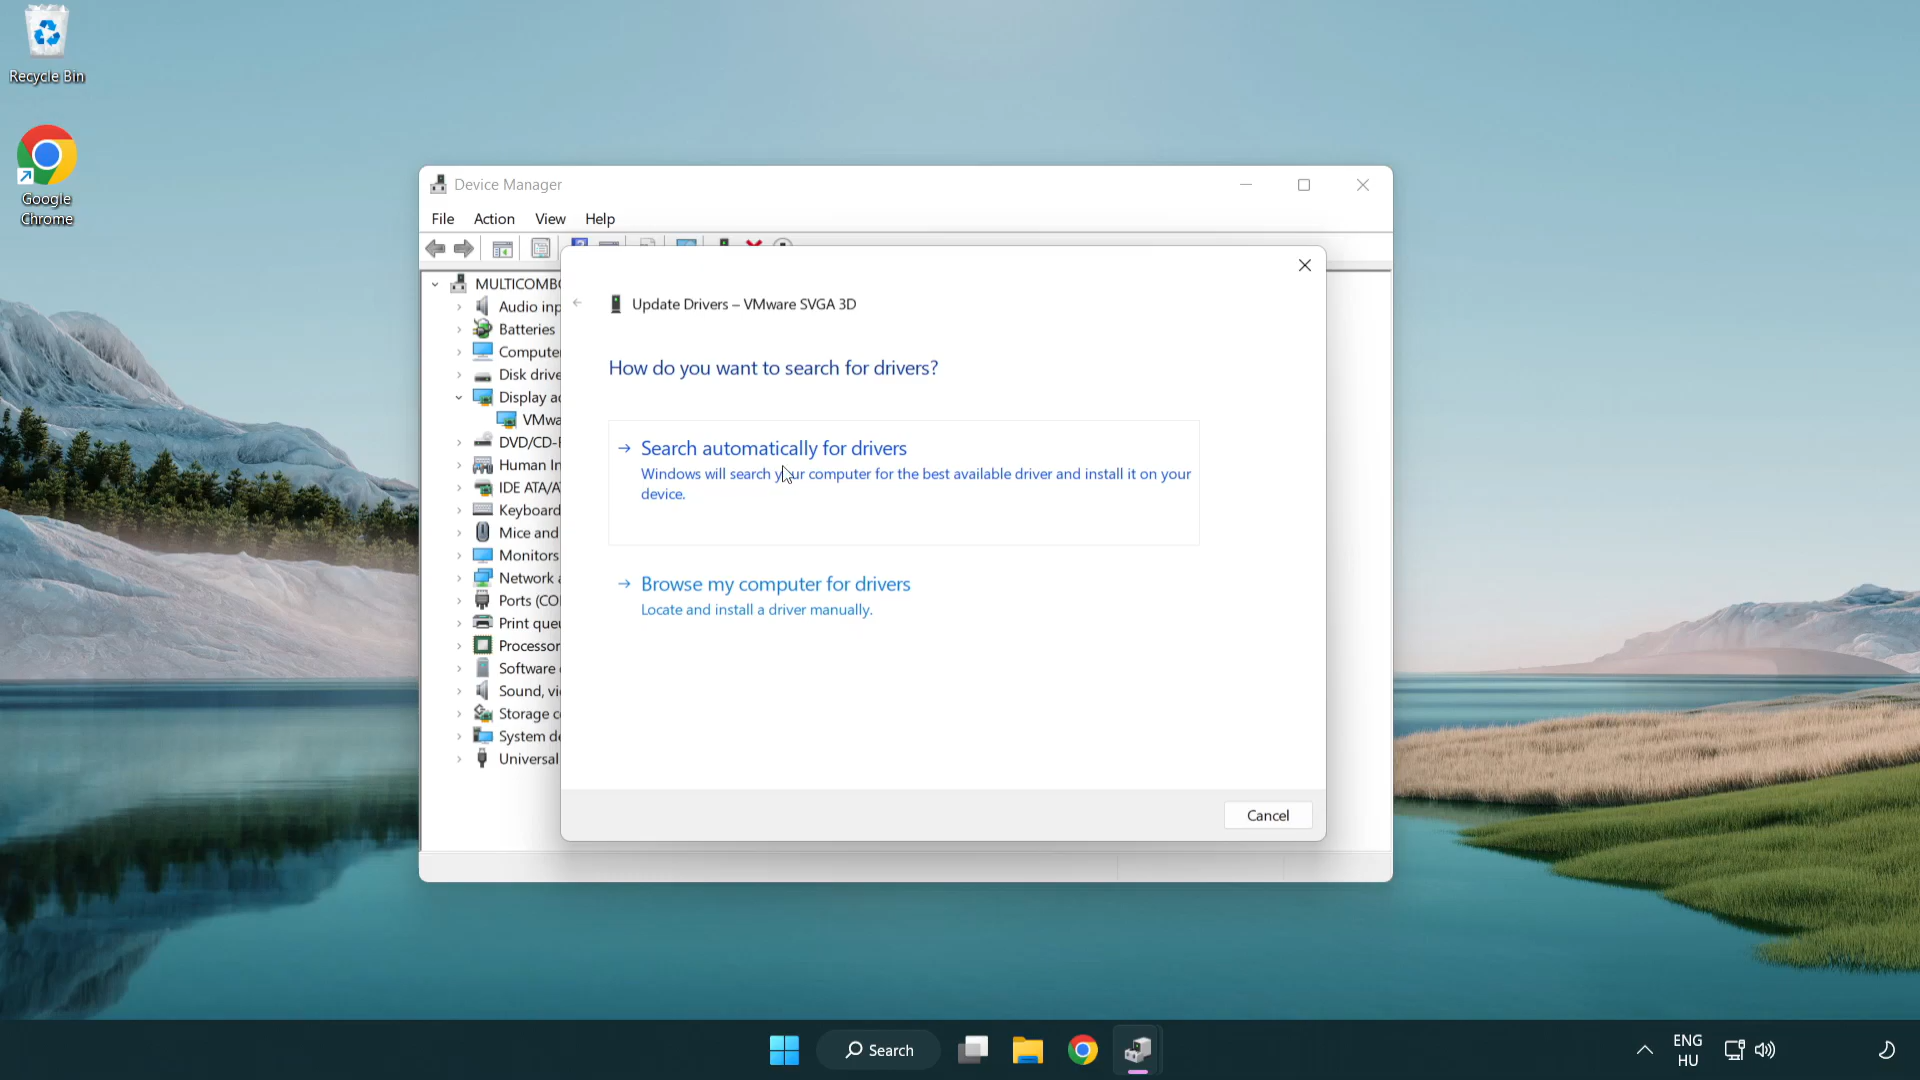 Recycle Bin
Google
Chrome
Device Manager
File Action View Help
MULTICOMBO
Audio inp
Batteries
Compute
Disk drive
Display a
VMwa
DVD/CD-
Human In
IDE ATA/A
Keyboard
Mice and
Monitors
Network a
Ports (CO
Print que
Processor
Software
Sound, vi
Storage c
System de
Universal
Update Drivers – VMware SVGA 3D
How do you want to search for drivers?
Search automatically for drivers
Windows will search your computer for the best available driver and install it on your
device.
Browse my computer for drivers
Locate and install a driver manually.
Cancel
Search
ENG
HU